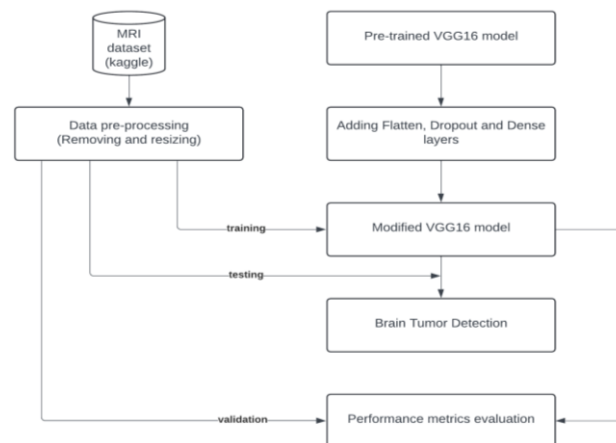 MRI
dataset
(kaggle)
Pre-trained VGG16 model
Data pre-processing
(Removing and resizing)
Adding Flatten, Dropout and Dense
layers
training
Modified VGG16 model
testing
Brain Tumor Detection
validation
Performance metrics evaluation